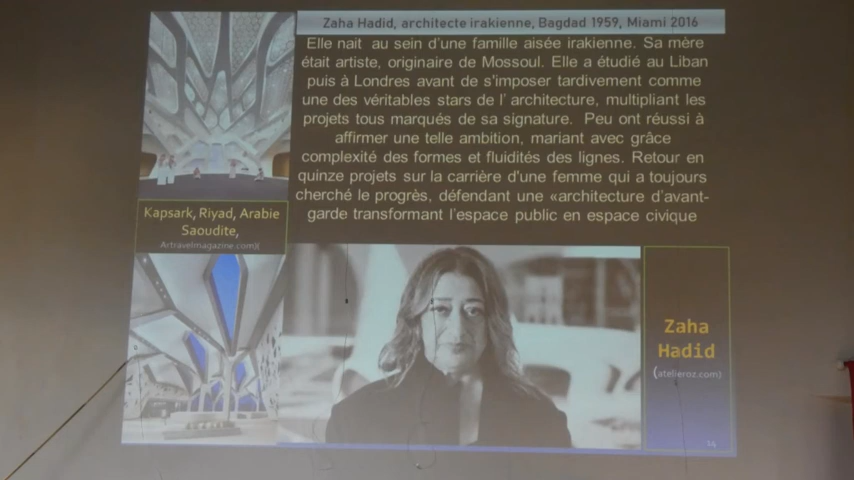 Zaha Hadid, architecte irakienne, Bagdad 1959, Miami 2016
Elle nait au sein d'une famille aisée irakienne. Sa mère
était artiste, originaire de Mossoul. Elle a étudié au Liban
puis à Londres avant de s'imposer tardivement comme
une des véritables stars de l' architecture, multipliant les
projets tous marqués de sa signature. Peu ont réussi à
affirmer une telle ambition, mariant avec grâce
complexité des formes et fluidités des lignes. Retour en
quinze projets sur la carrière d'une femme qui a toujours
cherché le progrès, défendant une «architecture d'avant-
garde transformant l'espace public en espace civique
Kapsark, Riyad, Arabie
Saoudite,
Artravelmagazine.com)(
Zaha
Hadid
(atelieroz.com)
14